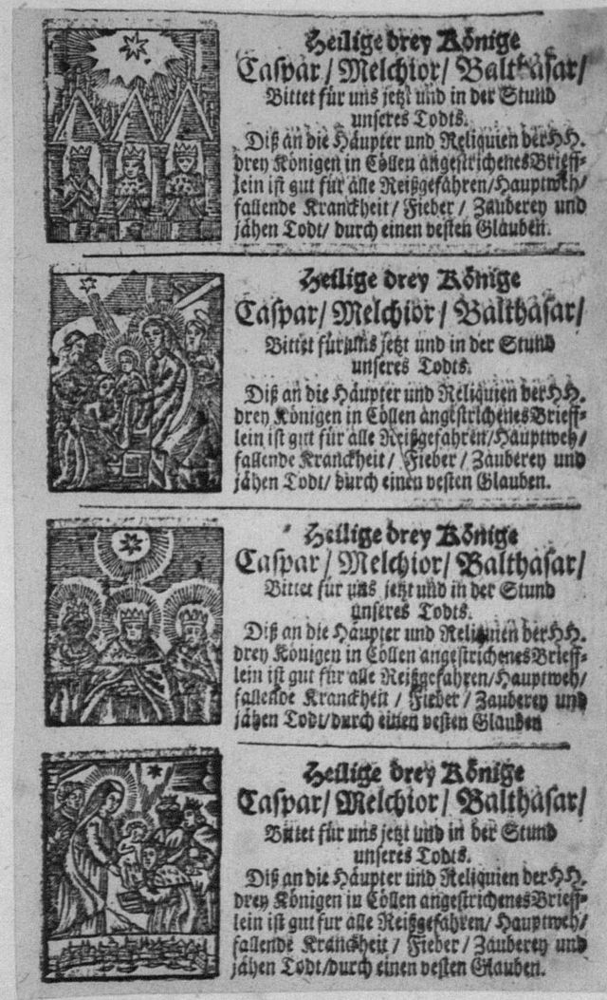 Heilige drey Könige
Caspar/ Melchior/ Balthasar/
Bittet für uns jetzt und in der Stund
unseres Todts.
Diß an die Häupter und Reliquien der HH.
drey Königen in Cöllen angestrichenes Brieff-
lein ist gut für alle Reißgefahren/Hauptweh/
fallende Kranckheit/ Fieber/ Zauberey und
jähen Todt/ durch einen vesten Glauben.
Heilige drey Könige
Caspar/ Melchior/ Balthasar/
Bittet für uns jetzt und in der Stund
unseres Todts.
Diß an die Häupter und Reliquien der HH.
drey Königen in Cöllen angestrichenes Brieff-
lein ist gut für alle Reißgefahren/Hauptweh/
fallende Kranckheit/ Fieber/ Zauberey und
jähen Todt/ durch einen vesten Glauben.
Heilige drey Könige
Caspar/ Melchior/ Balthasar/
Bittet für uns jetzt und in der Stund
unseres Todts.
Diß an die Häupter und Reliquien der HH.
drey Königen in Cöllen angestrichenes Brieff-
lein ist gut für alle Reißgefahren/Hauptweh/
fallende Kranckheit/ Fieber/ Zauberey und
jähen Todt/durch einen vesten Glauben
Heilige drey Könige
Caspar/ Melchior/ Balthasar/
Bittet für uns jetzt und in der Stund
unseres Todts.
Diß an die Häupter und Reliquien der HH.
drey Königen in Cöllen angestrichenes Brieff-
lein ist gut fur alle Reißgefahren/ Hauptweh/
fallende Kranckheit/ Fieber/ Zauberey und
jähen Todt/durch einen vesten Glauben.